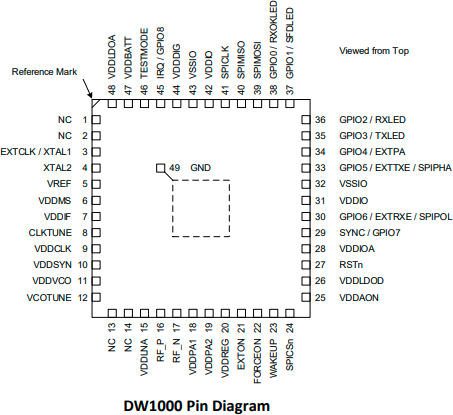 48 VDDLDOA
47 VDDBATT
46 TESTMODE
45 IRQ / GPIO8
44 VDDDIG
43 VSSIO
42 VDDIO
41 SPICLK
40 SPIMISO
39 SPIMOSI
38 GPIO0 / RXOKLED
37 GPIO1 / SFDLED
Viewed from Top
Reference Mark
NC 1
NC 2
EXTCLK / XTAL1 3
XTAL2 4
VREF 5
VDDMS 6
VDDIF 7
CLKTUNE 8
VDDCLK 9
VDDSYN 10
VDDVCO 11
VCOTUNE 12
49 GND
36 GPIO2 / RXLED
35 GPIO3 / TXLED
34 GPIO4 / EXTPA
33 GPIO5 / EXTTXE / SPIPHA
32 VSSIO
31 VDDIO
30 GPIO6 / EXTRXE / SPIPOL
29 SYNC / GPIO7
28 VDDIOA
27 RSTn
26 VDDLDOD
25 VDDAON
NC 13
NC 14
VDDLNA 15
RF_P 16
RF_N 17
VDDPA1 18
VDDPA2 19
VDDREG 20
EXTON 21
FORCEON 22
WAKEUP 23
SPICSn 24
DW1000 Pin Diagram